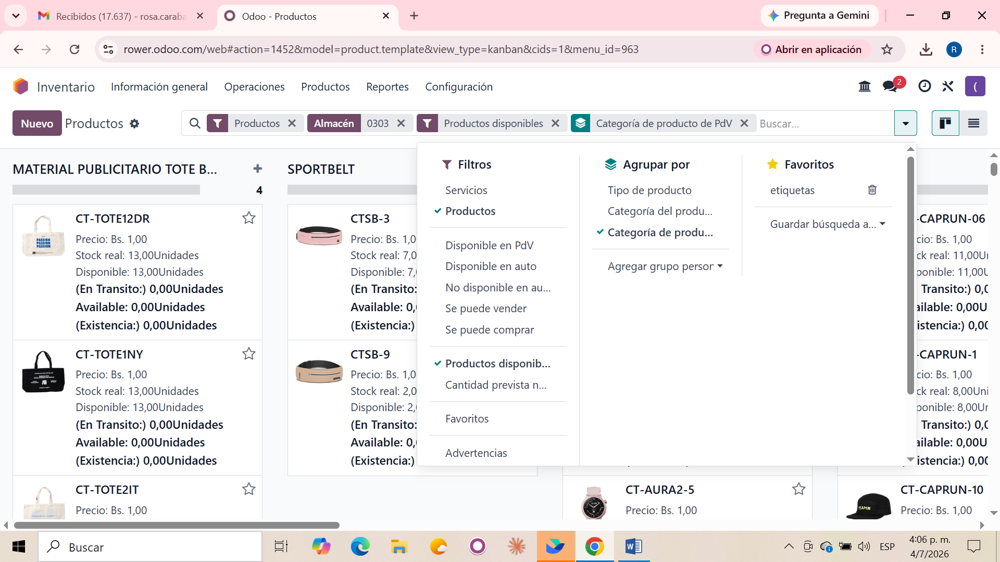 Recibidos (17.637) - rosa.caraba
Odoo - Productos
Pregunta a Gemini
rower.odoo.com/web#action=1452&model=product.template&view_type=kanban&cids=1&menu_id=963
Abrir en aplicación
R
Inventario
Información general
Operaciones
Productos
Reportes
Configuración
2
(
Nuevo
Productos
Productos
Almacén 0303
Productos disponibles
Categoría de producto de PdV
Buscar...
MATERIAL PUBLICITARIO TOTE B...
4
CT-TOTE12DR
Precio: Bs. 1,00
Stock real: 13,00Unidades
Disponible: 13,00Unidades
(En Transito:) 0,00Unidades
Available: 0,00Unidades
(Existencia:) 0,00Unidades
CT-TOTE1NY
Precio: Bs. 1,00
Stock real: 13,00Unidades
Disponible: 13,00Unidades
(En Transito:) 0,00Unidades
Available: 0,00Unidades
(Existencia:) 0,00Unidades
CT-TOTE2IT
Precio: Bs. 1,00
PASSION
PASSION
PASSION
SPORTBELT
CTSB-3
Precio: Bs. 1,0
Stock real: 7,0
Disponible: 7,
(En Transito:)
Available: 0,
(Existencia:)
CTSB-9
Precio: Bs. 1,0
Stock real: 2,0
Disponible: 2,
(En Transito:
Available: 0,
(Existencia:)
Filtros
Servicios
Productos
Disponible en PdV
Disponible en auto
No disponible en au...
Se puede vender
Se puede comprar
Productos disponib...
Cantidad prevista n...
Favoritos
Advertencias
Agrupar por
Tipo de producto
Categoría del produ...
Categoría de produ...
Agregar grupo person
Favoritos
etiquetas
Guardar búsqueda a...
CT-AURA2-5
Precio: Bs. 1,00
-CAPRUN-06
cio: Bs. 1,00
ck real: 11,00Un
ponible: 11,00U
Transito:) 0,0
ailable: 0,00U
istencia:) 0,00
-CAPRUN-1
cio: Bs. 1,00
ck real: 8,00Uni
ponible: 8,00Ur
Transito:) 0,0
ailable: 0,00U
istencia:) 0,00
CT-CAPRUN-10
Precio: Bs. 1,00
TEAM
Buscar
ESP
4:06 p. m.
4/7/2026